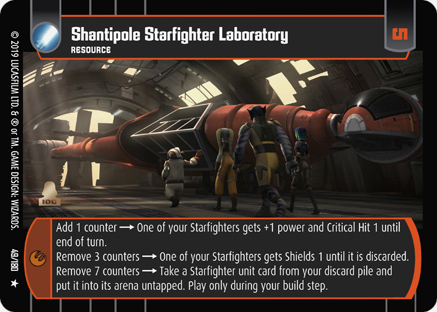 Shantipole Starfighter Laboratory
RESOURCE
5
Add 1 counter → One of your Starfighters gets +1 power and Critical Hit 1 until
end of turn.
Remove 3 counters → One of your Starfighters gets Shields 1 until it is discarded.
Remove 7 counters → Take a Starfighter unit card from your discard pile and
put it into its arena untapped. Play only during your build step.
© 2019 LUCASFILM LTD. & ® or TM. GAME DESIGN: WIZARDS.
49/180 ★